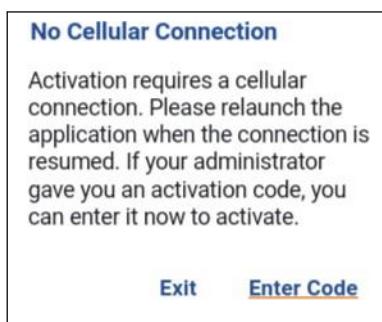 No Cellular Connection
Activation requires a cellular
connection. Please relaunch the
application when the connection is
resumed. If your administrator
gave you an activation code, you
can enter it now to activate.
Exit Enter Code